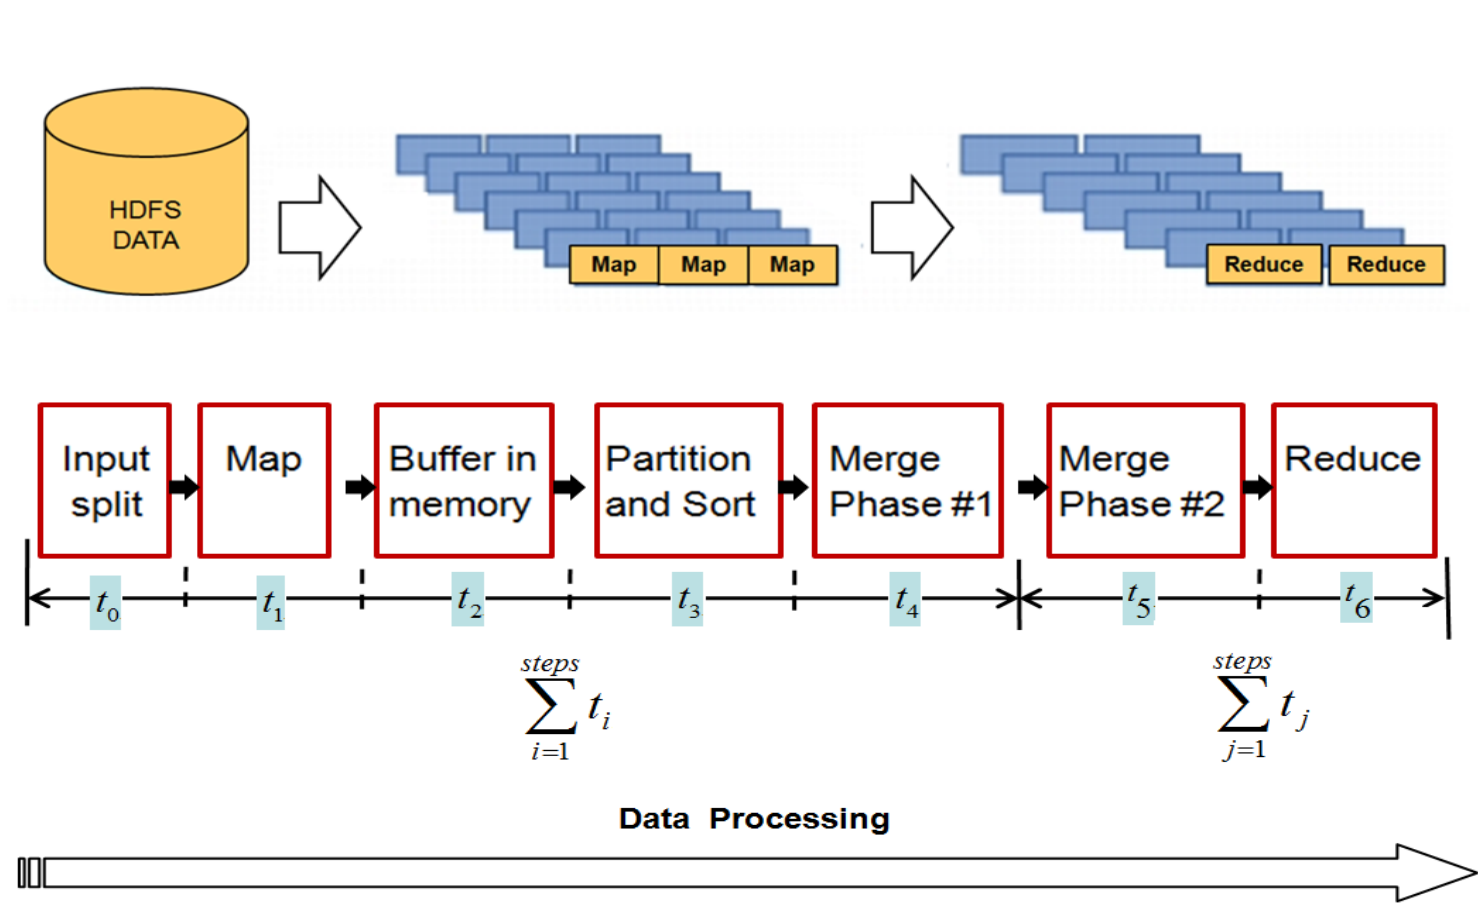 HDFS
DATA
Map Map Map
Reduce Reduce
Input split
Map
Buffer in memory
Partition and Sort
Merge Phase #1
Merge Phase #2
Reduce
t0 t1 t2 t3 t4 t5 t6
steps
∑ ti
i=1
steps
∑ tj
j=1
Data Processing